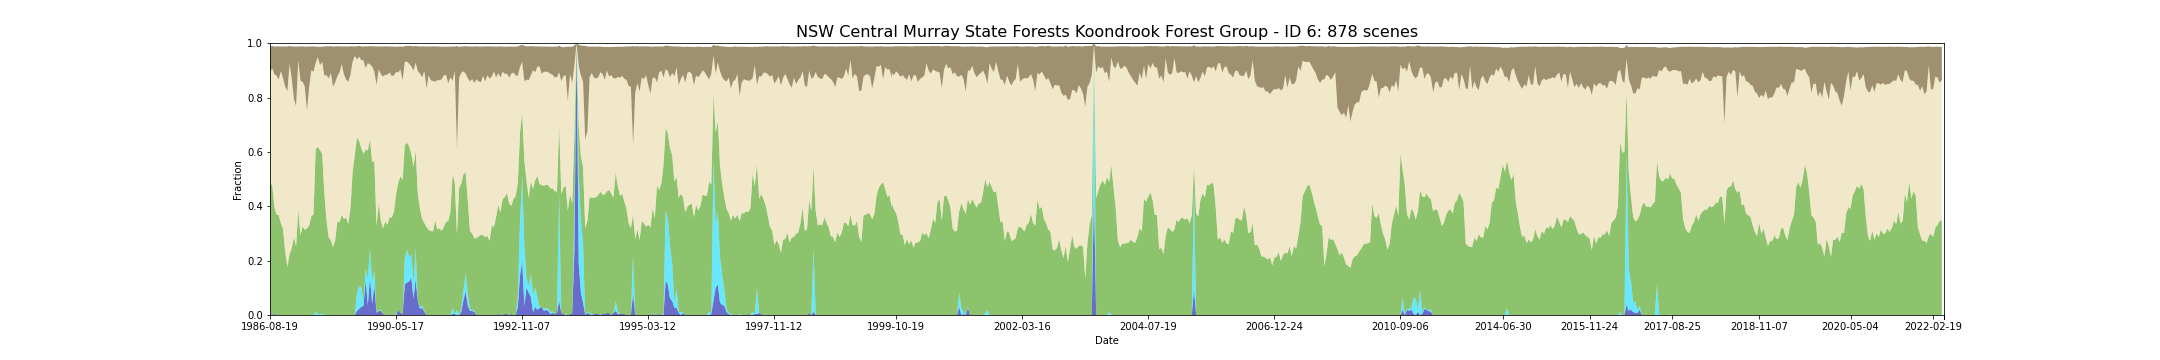 NSW Central Murray State Forests Koondrook Forest Group - ID 6: 878 scenes
1.0
0.8
0.6
0.4
0.2
0.0
Fraction
1986-08-19 1990-05-17 1992-11-07 1995-03-12 1997-11-12 1999-10-19 2002-03-16 2004-07-19 2006-12-24 2010-09-06 2014-06-30 2015-11-24 2017-08-25 2018-11-07 2020-05-04 2022-02-19
Date